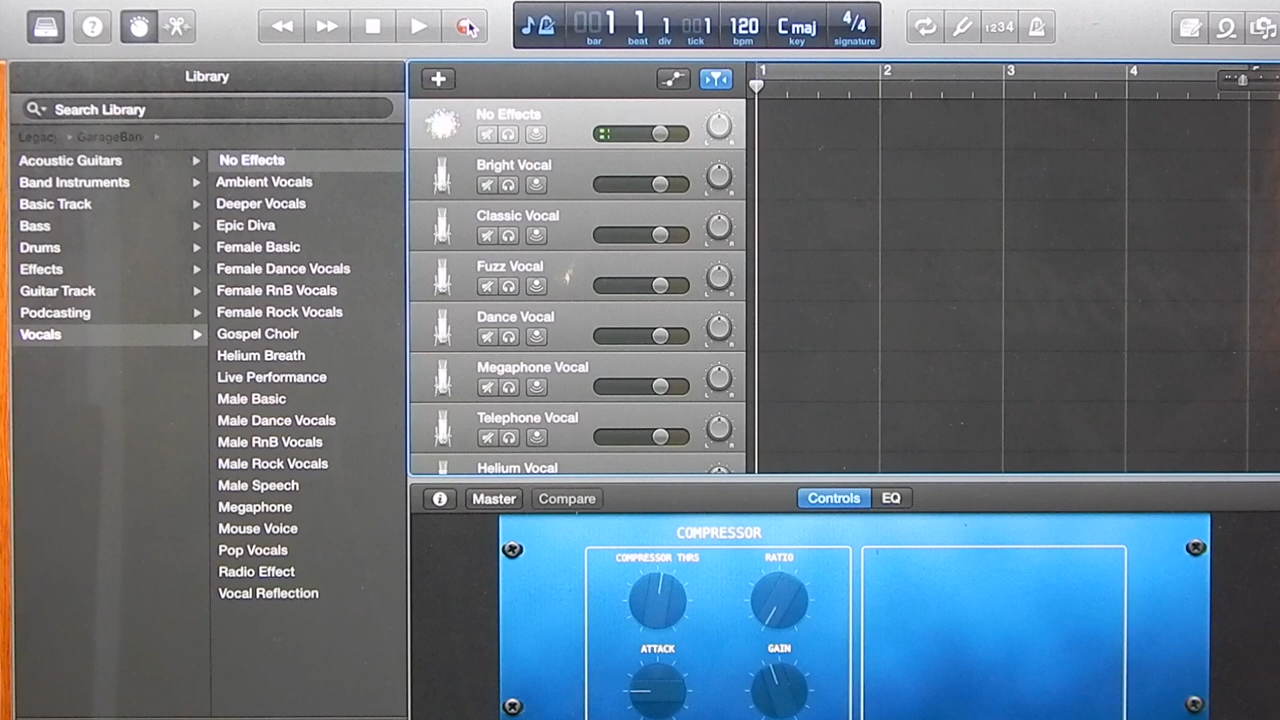 001 1 1 001 120 C maj 4/4
bar beat div tick bpm key signature
1234
Library
Search Library
Legacy GarageBan
Acoustic Guitars
Band Instruments
Basic Track
Bass
Drums
Effects
Guitar Track
Podcasting
Vocals
No Effects
Ambient Vocals
Deeper Vocals
Epic Diva
Female Basic
Female Dance Vocals
Female RnB Vocals
Female Rock Vocals
Gospel Choir
Helium Breath
Live Performance
Male Basic
Male Dance Vocals
Male RnB Vocals
Male Rock Vocals
Male Speech
Megaphone
Mouse Voice
Pop Vocals
Radio Effect
Vocal Reflection
1 2 3 4
No Effects
L R
Bright Vocal
L R
Classic Vocal
L R
Fuzz Vocal
L R
Dance Vocal
L R
Megaphone Vocal
L R
Telephone Vocal
L R
Helium Vocal
Master Compare Controls EQ
COMPRESSOR
COMPRESSOR THRS RATIO
ATTACK GAIN